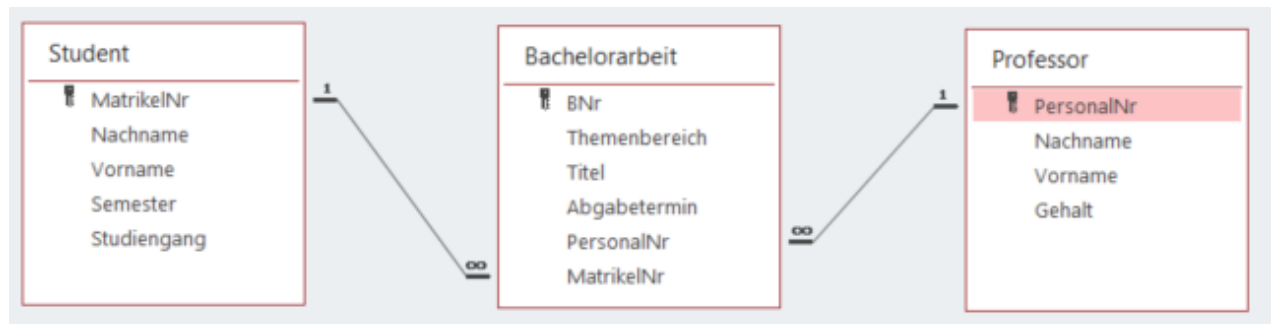 Student
MatrikelNr
Nachname
Vorname
Semester
Studiengang
1
∞
Bachelorarbeit
BNr
Themenbereich
Titel
Abgabetermin
PersonalNr
MatrikelNr
∞
1
Professor
PersonalNr
Nachname
Vorname
Gehalt